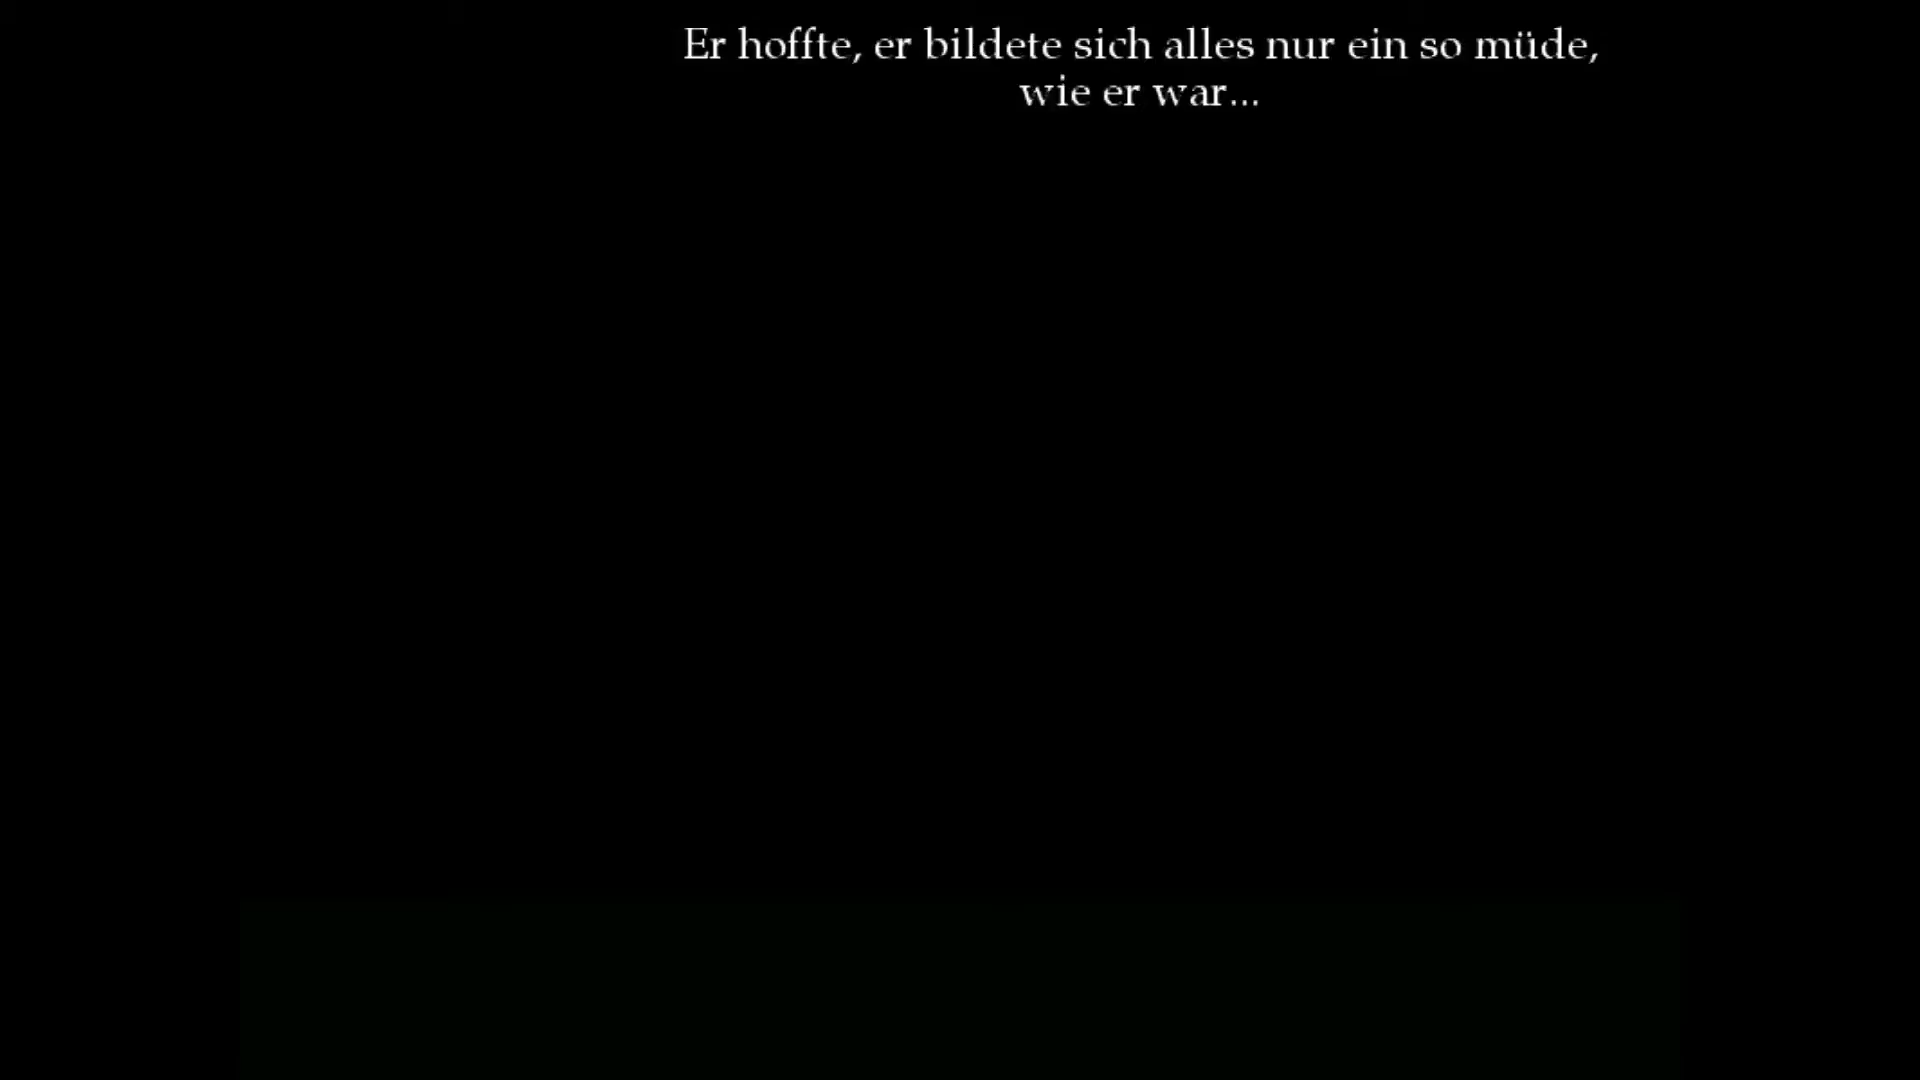 Er hoffte, er bildete sich alles nur ein so müde,
wie er war...